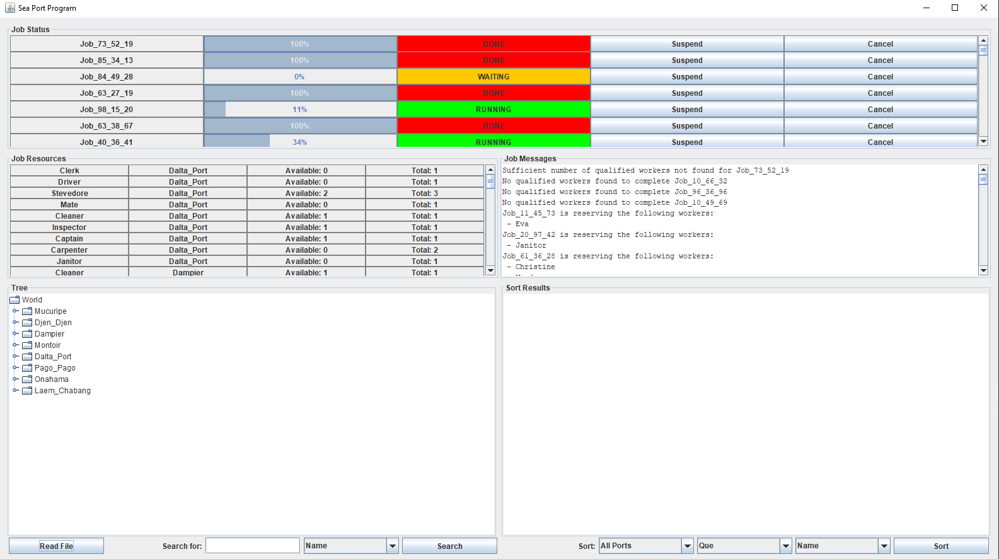 Sea Port Program
Job Status
Job_73_52_19 100% DONE Suspend Cancel
Job_85_34_13 100% DONE Suspend Cancel
Job_84_49_28 0% WAITING Suspend Cancel
Job_63_27_19 100% DONE Suspend Cancel
Job_98_15_20 11% RUNNING Suspend Cancel
Job_63_38_67 100% DONE Suspend Cancel
Job_40_36_41 34% RUNNING Suspend Cancel
Job Resources
Clerk Dalta_Port Available: 0 Total: 1
Driver Dalta_Port Available: 0 Total: 1
Stevedore Dalta_Port Available: 2 Total: 3
Mate Dalta_Port Available: 0 Total: 1
Cleaner Dalta_Port Available: 1 Total: 1
Inspector Dalta_Port Available: 1 Total: 1
Captain Dalta_Port Available: 1 Total: 1
Carpenter Dalta_Port Available: 0 Total: 2
Janitor Dalta_Port Available: 0 Total: 1
Cleaner Dampier Available: 1 Total: 1
Job Messages
Sufficient number of qualified workers not found for Job_73_52_19
No qualified workers found to complete Job_10_66_32
No qualified workers found to complete Job_96_36_96
No qualified workers found to complete Job_10_49_69
Job_11_45_73 is reserving the following workers:
- Eva
Job_20_97_42 is reserving the following workers:
- Janitor
Job_61_36_28 is reserving the following workers:
- Christine
Tree
World
Mucuripe
Djen_Djen
Dampier
Montoir
Dalta_Port
Pago_Pago
Onahama
Laem_Chabang
Sort Results
Read File Search for: Name Search
Sort: All Ports Que Name Sort